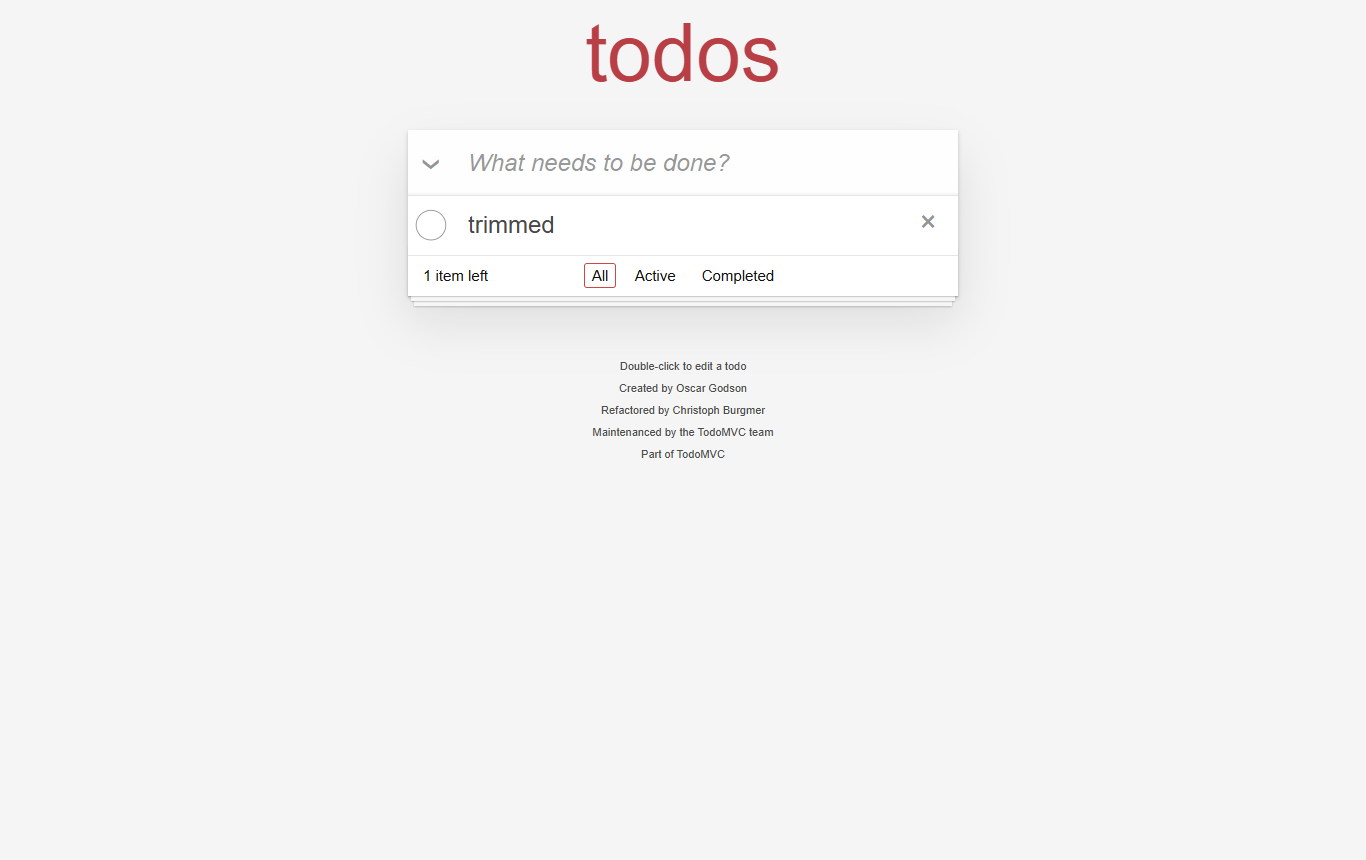 todos
What needs to be done?
trimmed
1 item left All Active Completed
Double-click to edit a todo
Created by Oscar Godson
Refactored by Christoph Burgmer
Maintenanced by the TodoMVC team
Part of TodoMVC